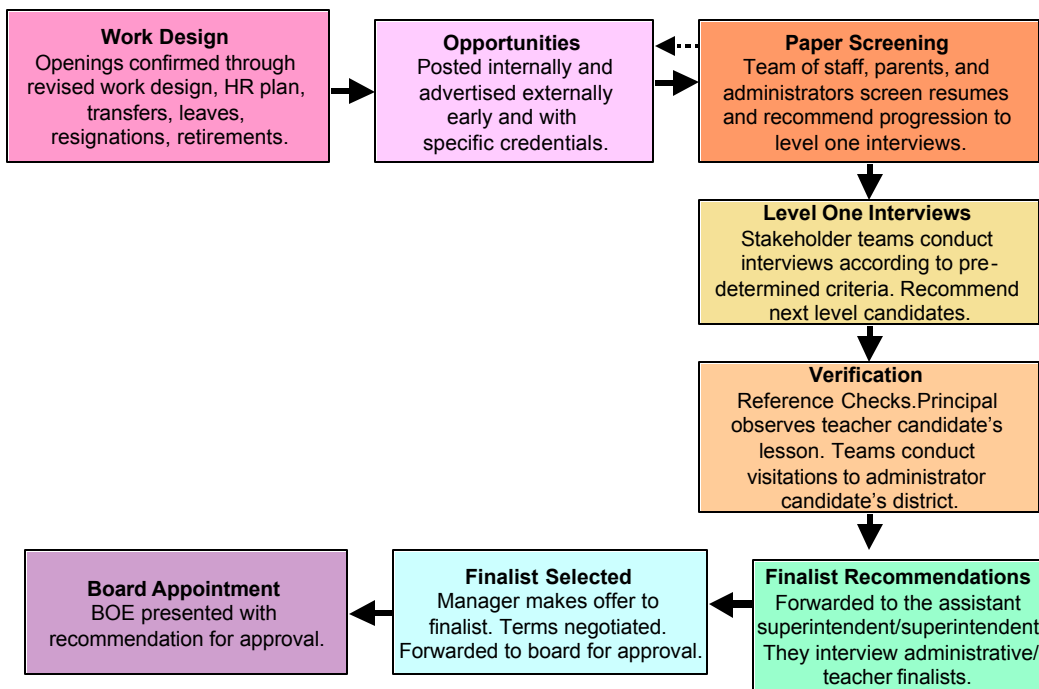 Work Design
Openings confirmed through
revised work design, HR plan,
transfers, leaves,
resignations, retirements.
Opportunities
Posted internally and
advertised externally
early and with
specific credentials.
Paper Screening
Team of staff, parents, and
administrators screen resumes
and recommend progression to
level one interviews.
Level One Interviews
Stakeholder teams conduct
interviews according to pre-
determined criteria. Recommend
next level candidates.
Verification
Reference Checks.Principal
observes teacher candidate's
lesson. Teams conduct
visitations to administrator
candidate's district.
Finalist Recommendations
Forwarded to the assistant
superintendent/superintendent
They interview administrative/
teacher finalists.
Finalist Selected
Manager makes offer to
finalist. Terms negotiated.
Forwarded to board for approval.
Board Appointment
BOE presented with
recommendation for approval.